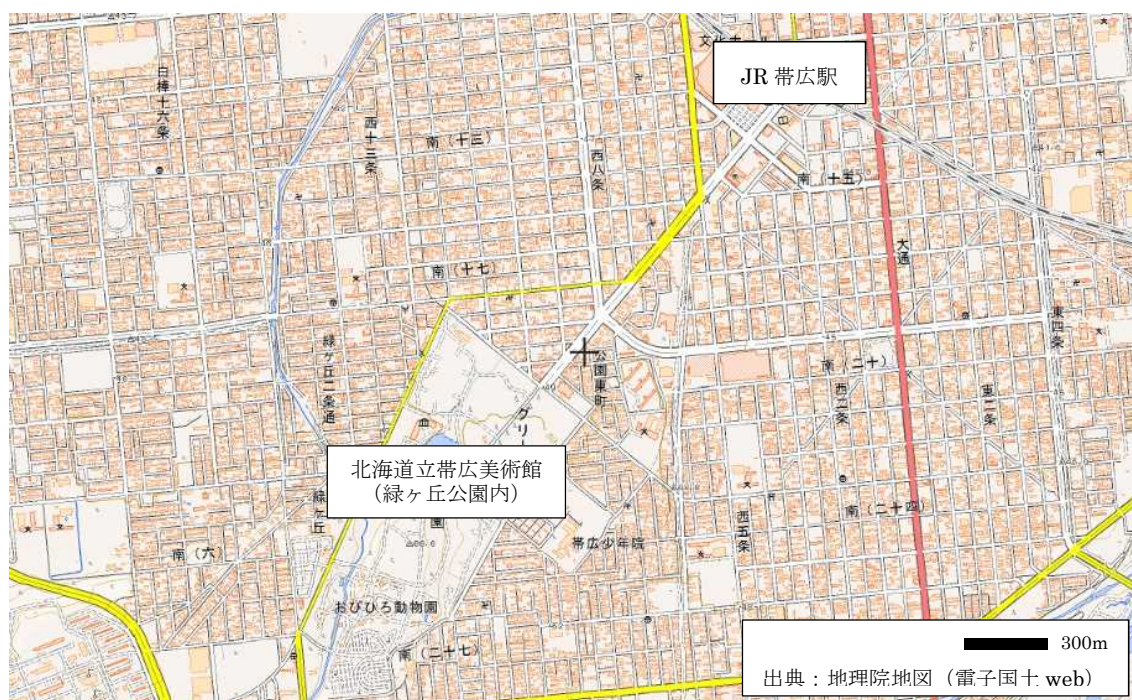 JR 帯広駅
白樺十六条
西十三条
南（十三）
西八条
南（十五）
大通
南（十七）
東四条
緑ヶ丘二条通
公園東町
南（二十）
西二条
東二条
グリー
北海道立帯広美術館
（緑ヶ丘公園内）
緑ヶ丘
園
西五条
南（二十四）
帯広少年院
南（六）
おびひろ動物園
南（二十七）
300m
出典：地理院地図（電子国土 web）